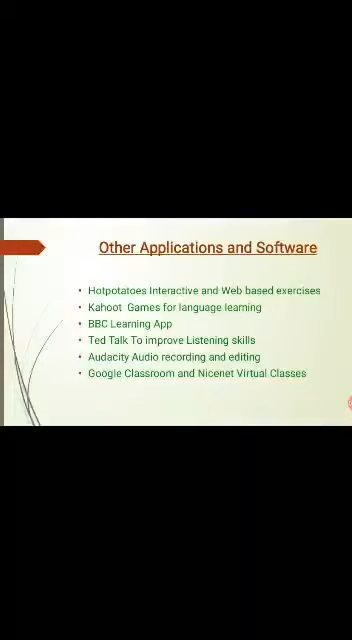 Other Applications and Software
• Hotpotatoes Interactive and Web based exercises
• Kahoot Games for language learning
• BBC Learning App
• Ted Talk To improve Listening skills
• Audacity Audio recording and editing
• Google Classroom and Nicenet Virtual Classes